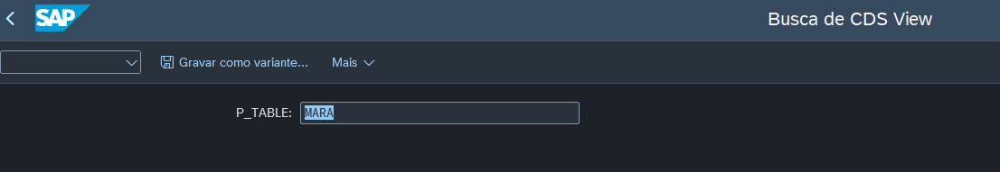 SAP
Busca de CDS View
Gravar como variante...
Mais
P_TABLE:
MARA